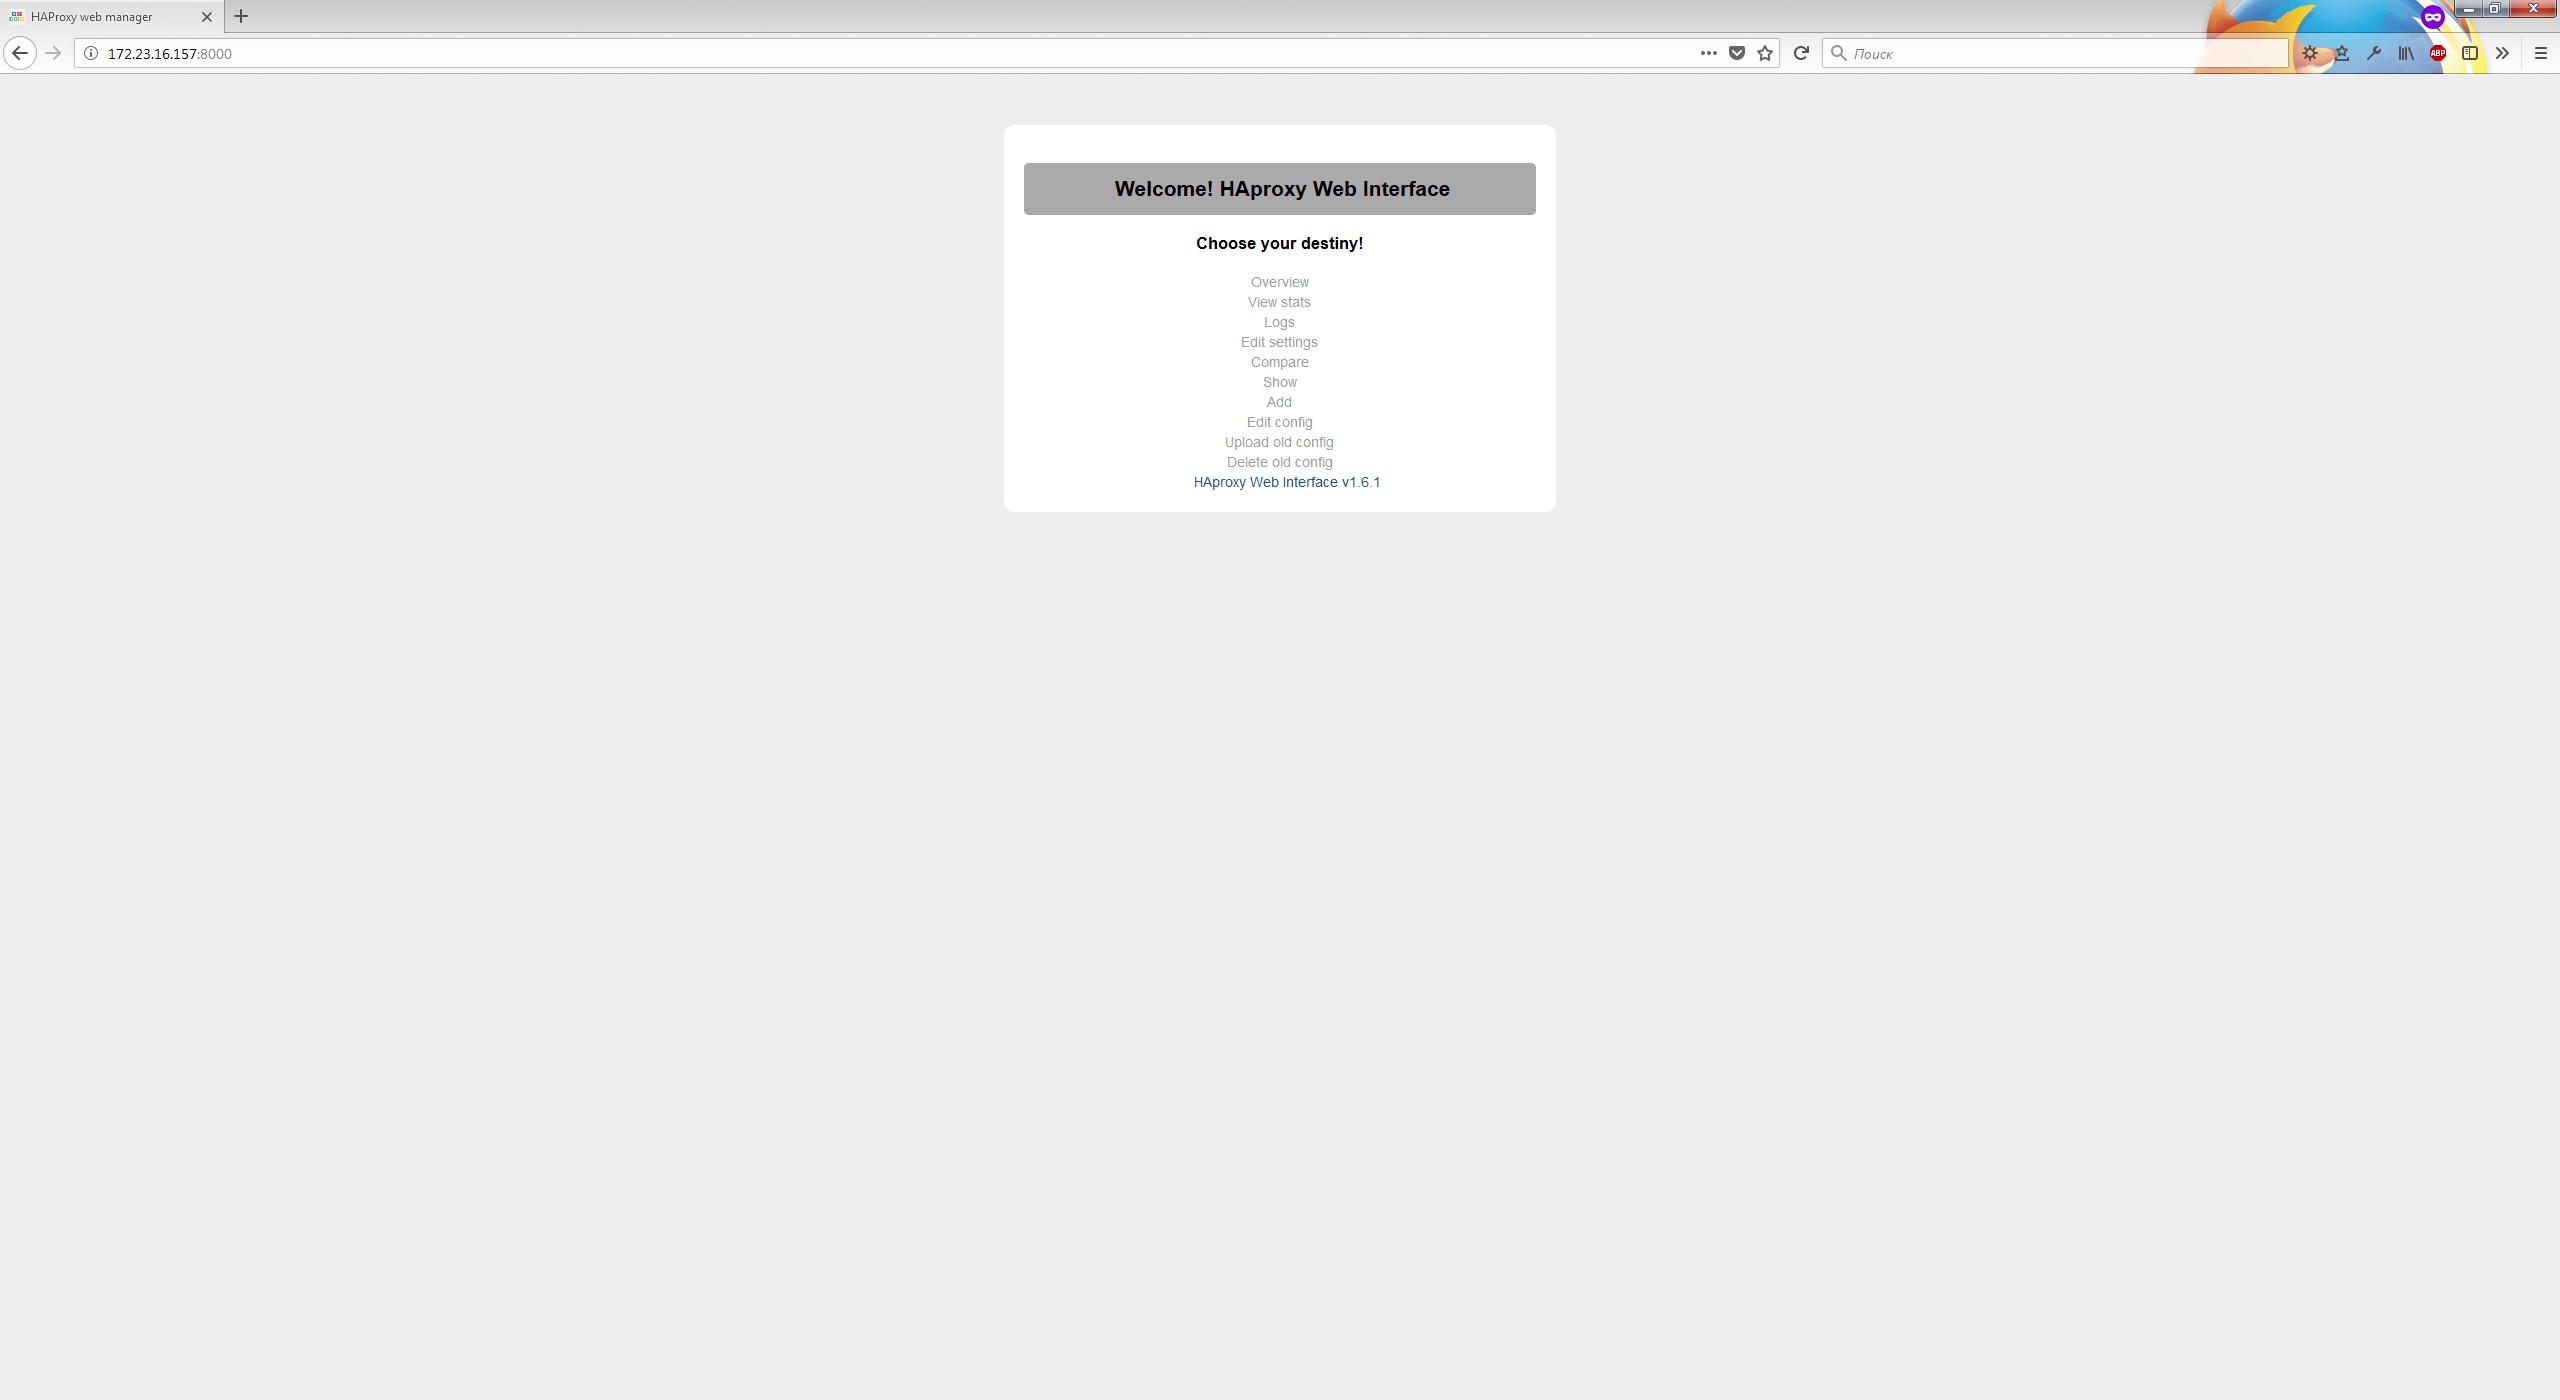 HAProxy web manager
172.23.16.157:8000
Поиск
ABP
Welcome! HAproxy Web Interface
Choose your destiny!
Overview
View stats
Logs
Edit settings
Compare
Show
Add
Edit config
Upload old config
Delete old config
HAproxy Web Interface v1.6.1